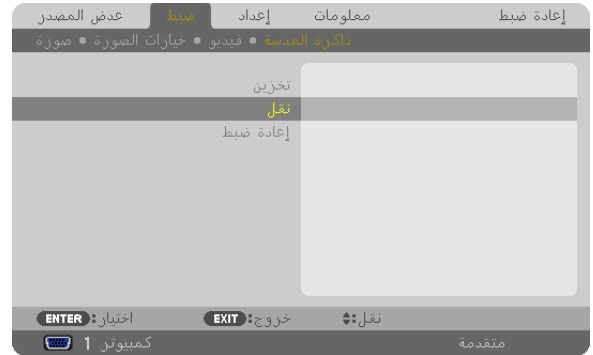 عدض المصدر ضبط إعداد معلومات إعادة ضبط
ذاكرة العدسة • فيديو • خيارات الصورة • صورة
تخزين
نقل
إعادة ضبط
ENTER: اختيار EXIT: خروج نقل:
كمبيوتر 1 متقدمة